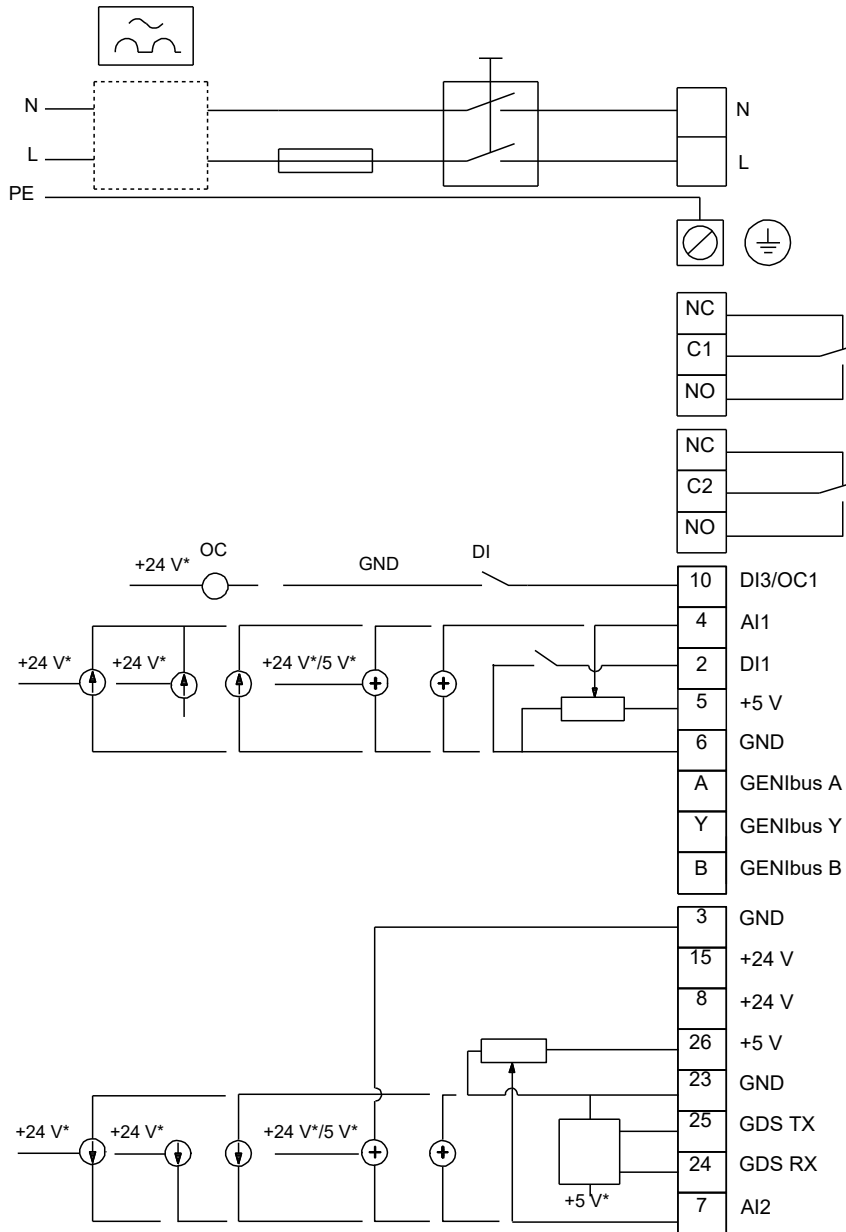 N
N
L
L
PE
NC
C1
NO
NC
C2
NO
+24 V* OC GND DI 10 DI3/OC1
4 AI1
+24 V* +24 V* +24 V*/5 V* 2 DI1
5 +5 V
6 GND
A GENIbus A
Y GENIbus Y
B GENIbus B
3 GND
15 +24 V
8 +24 V
26 +5 V
23 GND
+24 V* +24 V* +24 V*/5 V* 25 GDS TX
24 GDS RX
+5 V*
7 AI2